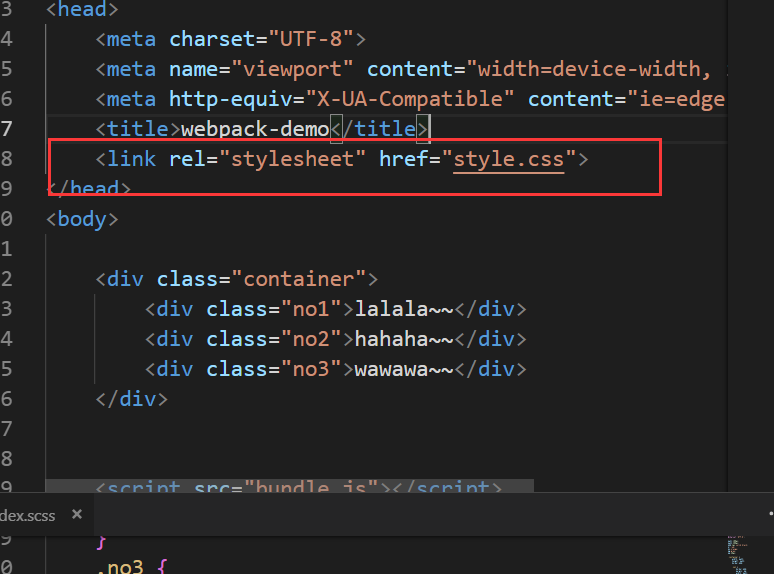 3 <head>
4 <meta charset="UTF-8">
5 <meta name="viewport" content="width=device-width,
6 <meta http-equiv="X-UA-Compatible" content="ie=edge
7 <title>webpack-demo</title>
8 <link rel="stylesheet" href="style.css">
9 </head>
0 <body>
1
2 <div class="container">
3 <div class="no1">lalala~~</div>
4 <div class="no2">hahaha~~</div>
5 <div class="no3">wawawa~~</div>
6 </div>
7
8
9 <script src="bundle.js"></script>
dex.scss ×
9 }
0 .no3 {